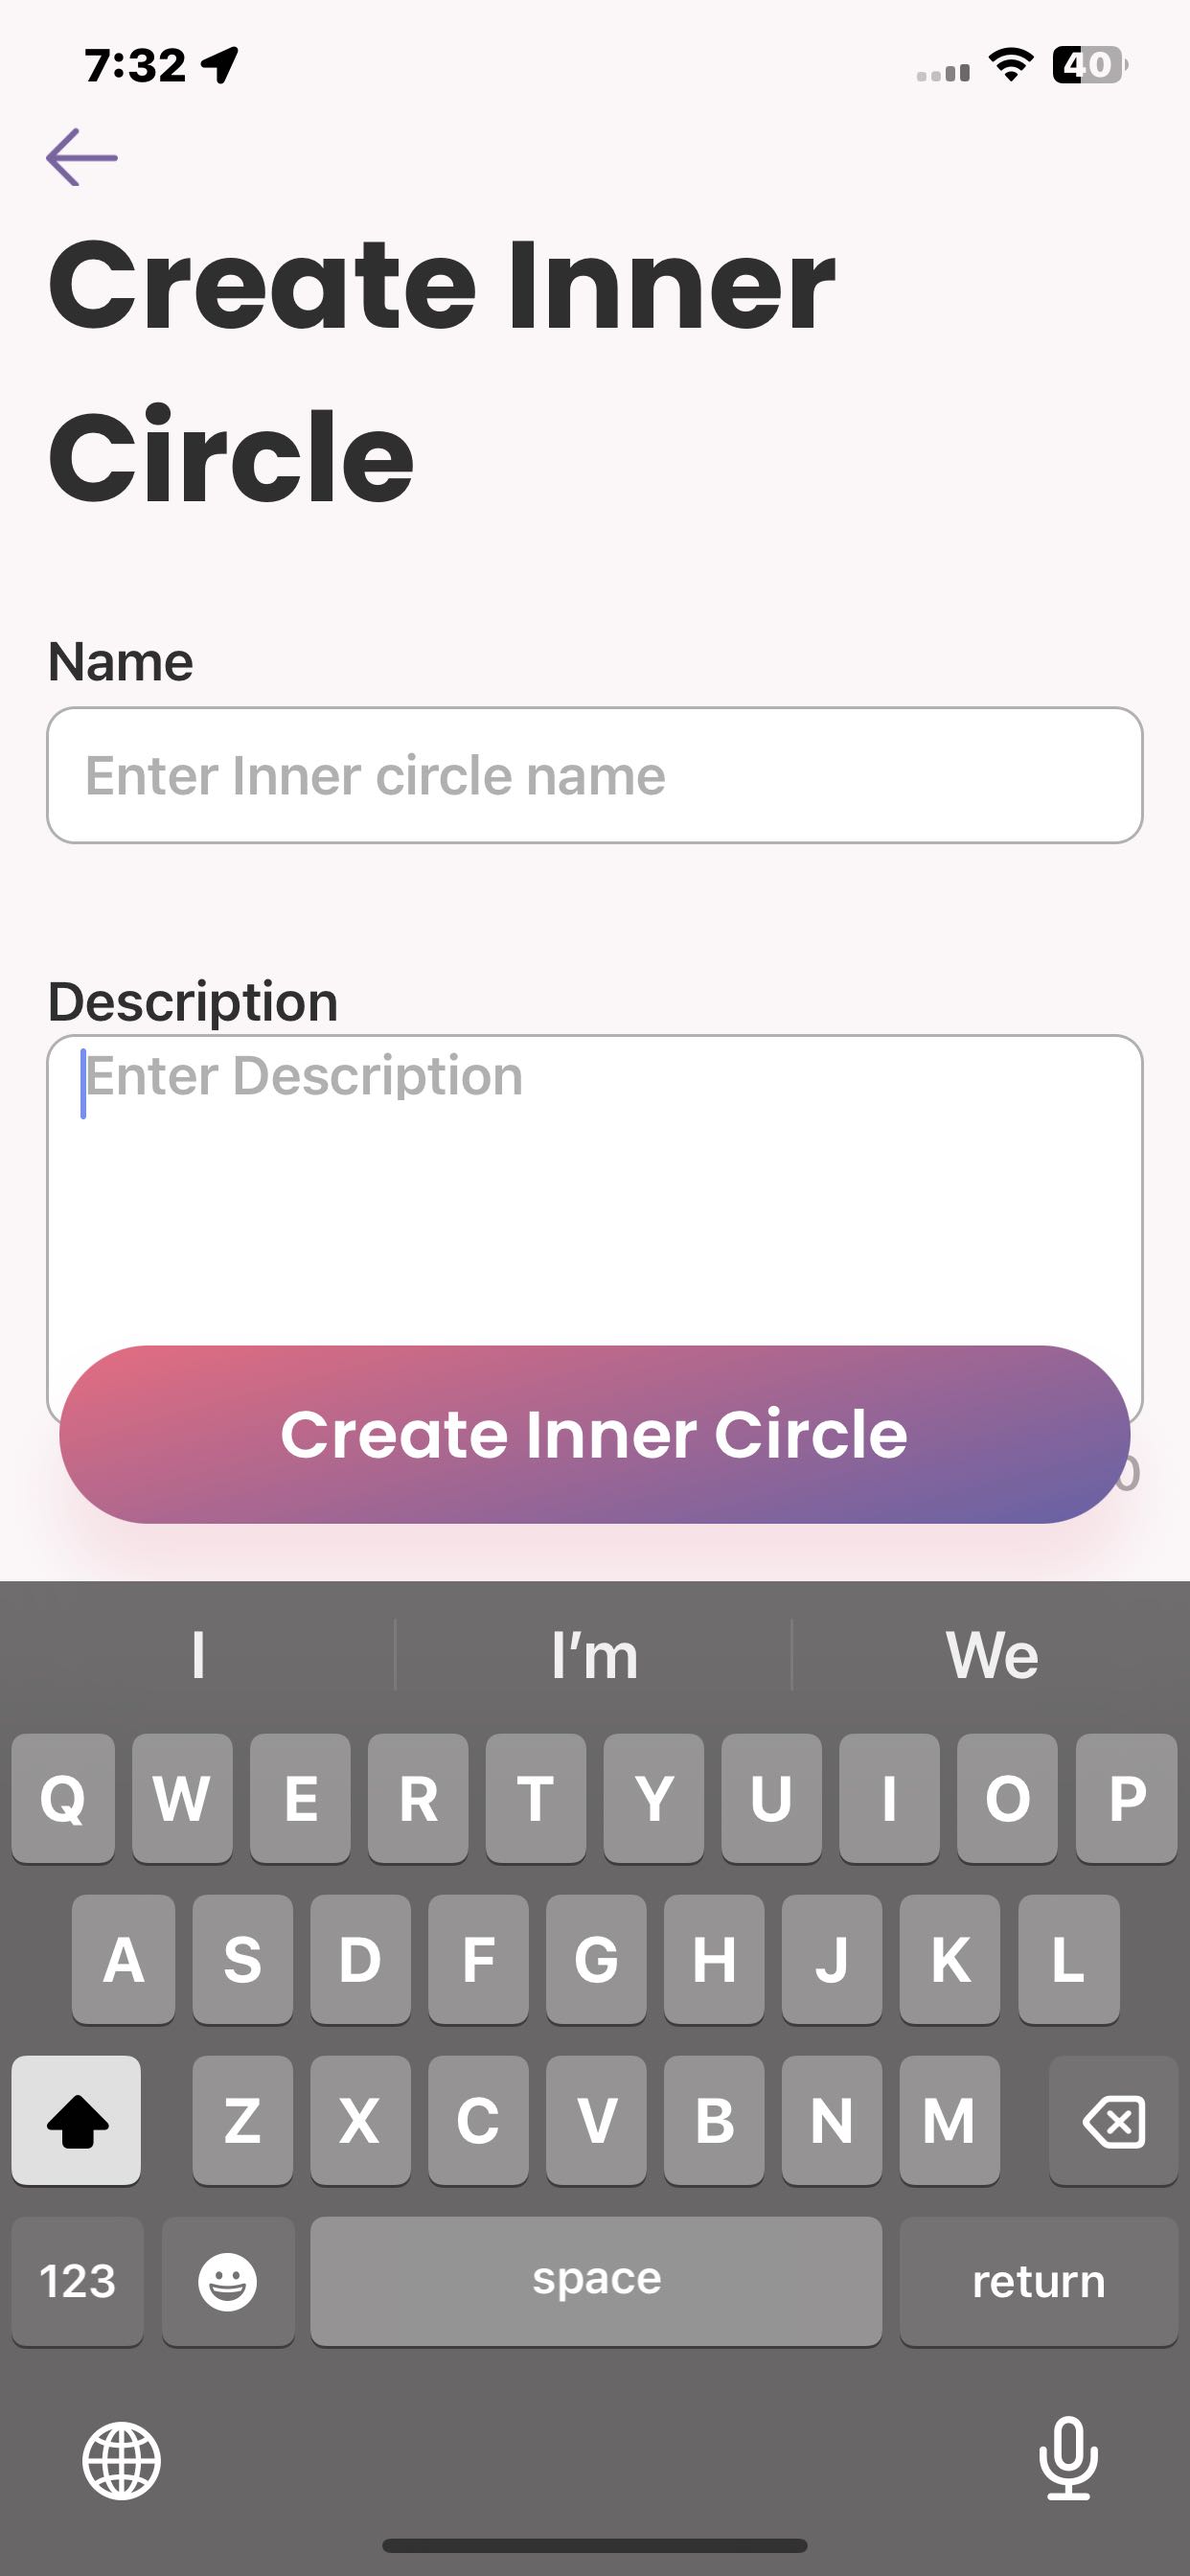 7:32
40
Create Inner
Circle
Name
Enter Inner circle name
Description
Enter Description
Create Inner Circle
I I’m We
Q W E R T Y U I O P
A S D F G H J K L
Z X C V B N M
123 space return